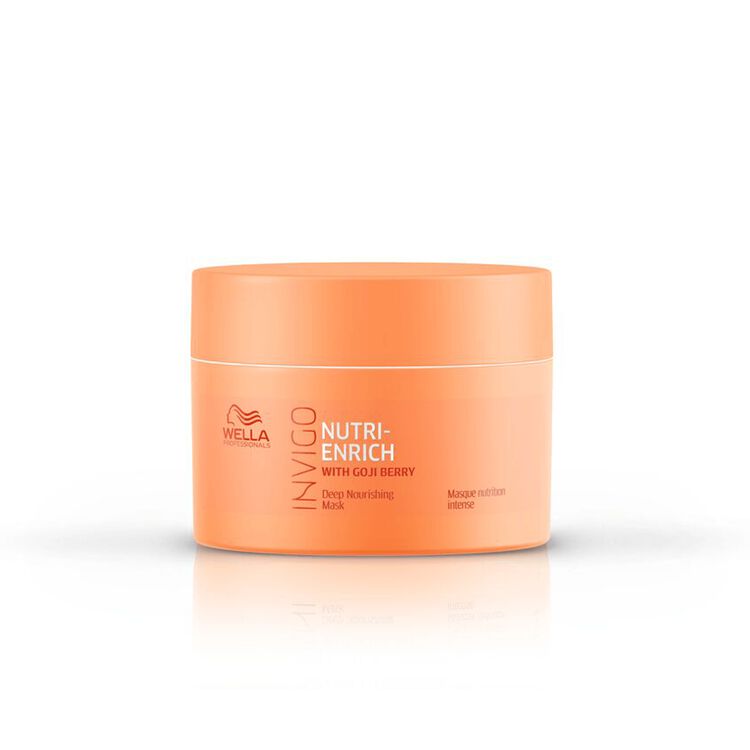 WELLA
PROFESSIONALS
INVIGO
NUTRI-
ENRICH
WITH GOJI BERRY
Deep Nourishing
Mask
Masque nutrition
intense